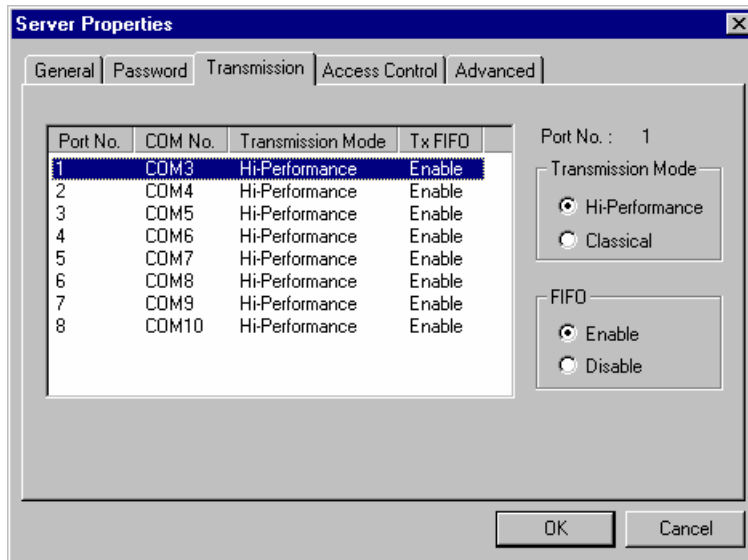 Server Properties
General Password Transmission Access Control Advanced
Port No. COM No. Transmission Mode Tx FIFO
1 COM3 Hi-Performance Enable
2 COM4 Hi-Performance Enable
3 COM5 Hi-Performance Enable
4 COM6 Hi-Performance Enable
5 COM7 Hi-Performance Enable
6 COM8 Hi-Performance Enable
7 COM9 Hi-Performance Enable
8 COM10 Hi-Performance Enable
Port No. : 1
Transmission Mode
Hi-Performance
Classical
FIFO
Enable
Disable
OK Cancel